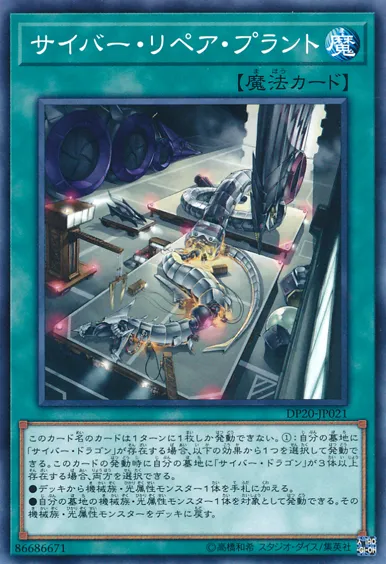 サイバー・リペア・プラント
魔
【魔法カード】
DP20-JP021
このカード名のカードは1ターンに1枚しか発動できない。①:自分の墓地に
「サイバー・ドラゴン」が存在する場合、以下の効果から1つを選択して発動で
きる。このカードの発動時に自分の墓地に「サイバー・ドラゴン」が3体以上
存在する場合、両方を選択できる。
●デッキから機械族・光属性モンスター1体を手札に加える。
●自分の墓地の機械族・光属性モンスター1体を対象として発動できる。その
機械族・光属性モンスターをデッキに戻す。
86686671
©高橋和希 スタジオ・ダイス/集英社